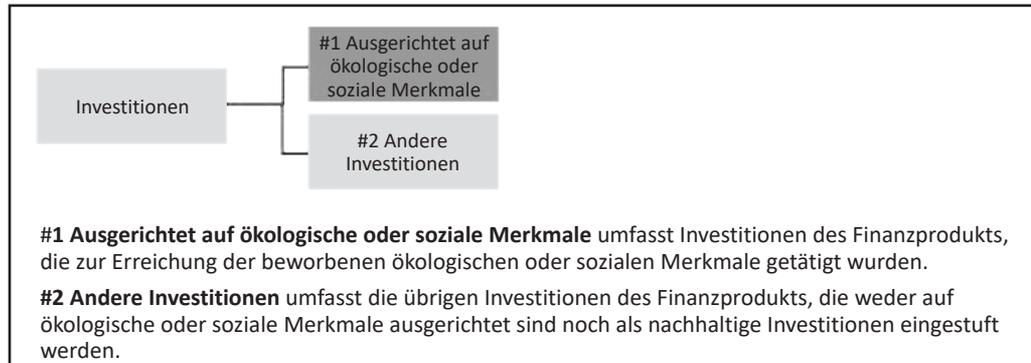 #1 Ausgerichtet auf
ökologische oder
soziale Merkmale
Investitionen
#2 Andere
Investitionen
#1 Ausgerichtet auf ökologische oder soziale Merkmale umfasst Investitionen des Finanzprodukts,
die zur Erreichung der beworbenen ökologischen oder sozialen Merkmale getätigt wurden.
#2 Andere Investitionen umfasst die übrigen Investitionen des Finanzprodukts, die weder auf
ökologische oder soziale Merkmale ausgerichtet sind noch als nachhaltige Investitionen eingestuft
werden.